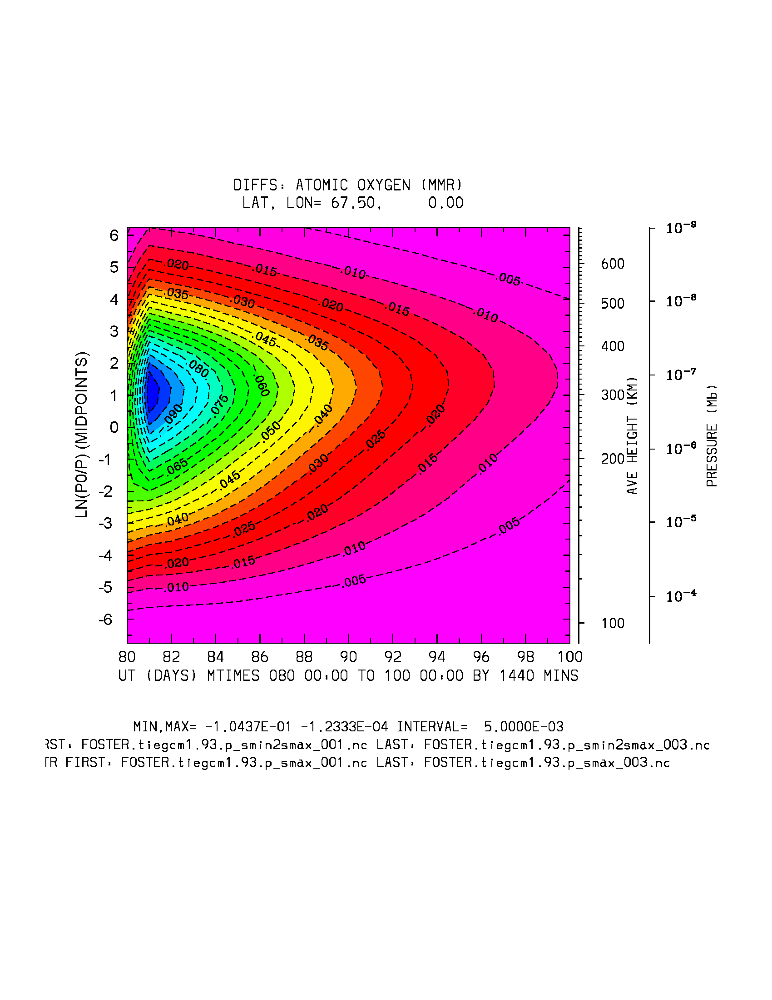 DIFFS: ATOMIC OXYGEN (MMR)
LAT, LON= 67.50, 0.00
LN(P0/P) (MIDPOINTS)
6
5
4
3
2
1
0
-1
-2
-3
-4
-5
-6
.020 .015 .010 .005
.035 .030 .020 .015 .010
.045 .035
.080 .060
.090 .075 .040 .020
.050 .025
.065 .045 .030 .015 .010
.040 .025 .020 .005
.020 .015 .010
.010 .005
80 82 84 86 88 90 92 94 96 98 100
UT (DAYS) MTIMES 080 00:00 TO 100 00:00 BY 1440 MINS
600
500
400
300
200
100
AVE HEIGHT (KM)
10⁻⁹
10⁻⁸
10⁻⁷
10⁻⁶
10⁻⁵
10⁻⁴
PRESSURE (Mb)
MIN,MAX= -1.0437E-01 -1.2333E-04 INTERVAL= 5.0000E-03
RST: FOSTER.tiegcm1.93.p_smin2smax_001.nc LAST: FOSTER.tiegcm1.93.p_smin2smax_003.nc
TR FIRST: FOSTER.tiegcm1.93.p_smax_001.nc LAST: FOSTER.tiegcm1.93.p_smax_003.nc